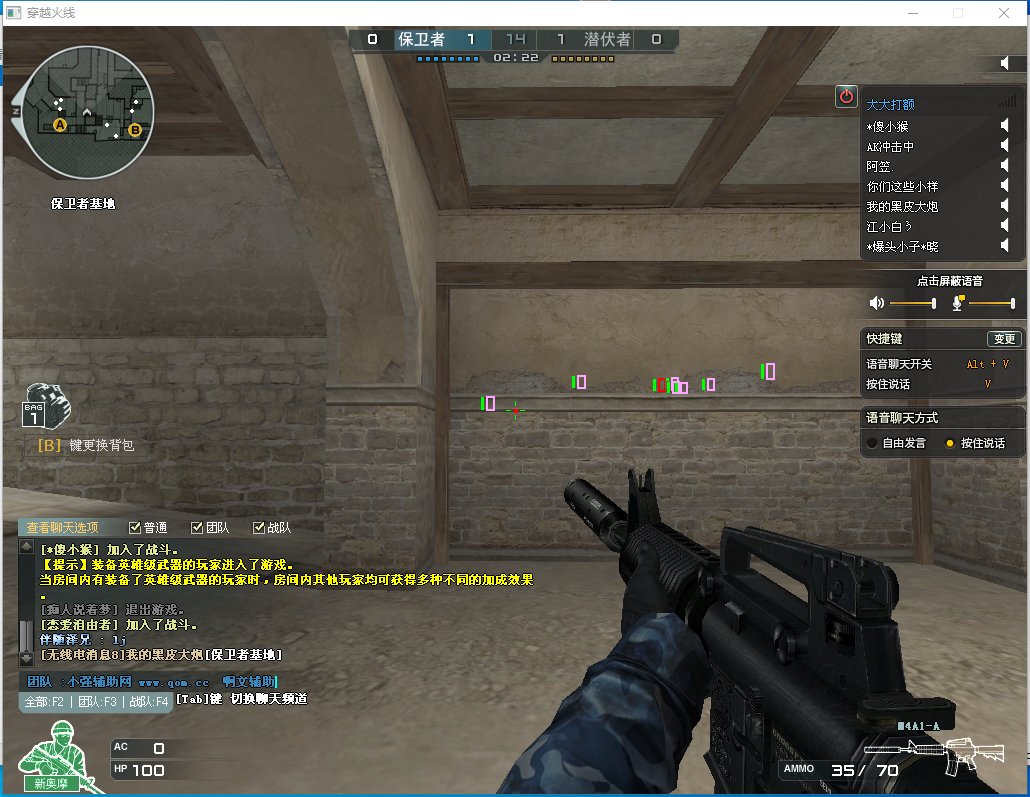 穿越火线
0 保卫者 1 14 1 潜伏者 0
02:22
N
A
B
保卫者基地
大大打额
*傻小猴
AK冲击中
阿笠.
你们这些小样
我的黑皮大炮
江小白ㄋ
*爆头小子*晓
点击屏蔽语音
快捷键 变更
语音聊天开关 Alt + V
按住说话 V
语音聊天方式
自由发言 按住说话
BAG
1
[B] 键更换背包
查看聊天选项 普通 团队 战队
[*傻小猴] 加入了战斗。
【提示】装备英雄级武器的玩家进入了游戏。
当房间内有装备了英雄级武器的玩家时，房间内其他玩家均可获得多种不同的加成效果
。
[痴人说着梦] 退出游戏。
[恋爱泊由者] 加入了战斗。
伴随泽兄 : lj
[无线电消息8]我的黑皮大炮[保卫者基地]
团队 :小强辅助网 www.qom.cc 啊文辅助
全部:F2 | 团队:F3 | 战队:F4 [Tab]键 切换聊天频道
AC 0
HP 100
新奥摩
M4A1-A
AMMO 35/ 70